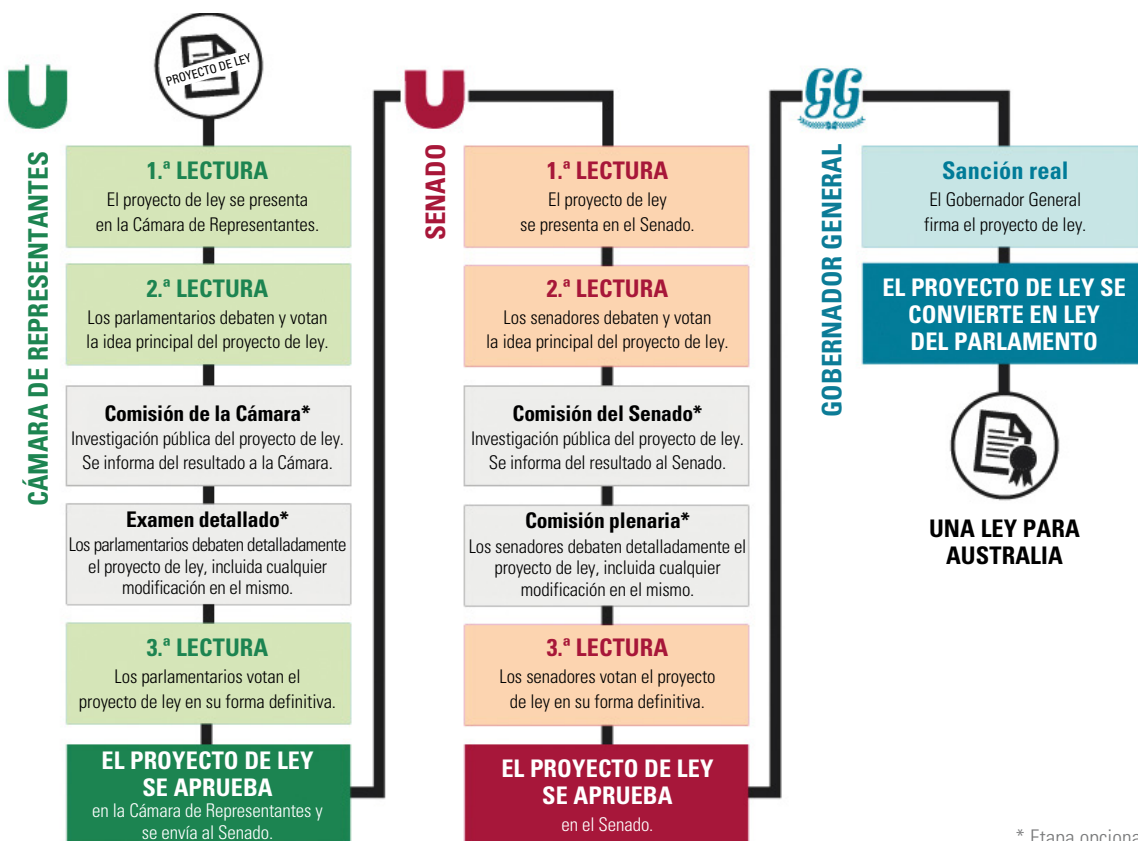 PROYECTO DE LEY
CÁMARA DE REPRESENTANTES
1.ª LECTURA
El proyecto de ley se presenta
en la Cámara de Representantes.
2.ª LECTURA
Los parlamentarios debaten y votan
la idea principal del proyecto de ley.
Comisión de la Cámara*
Investigación pública del proyecto de ley.
Se informa del resultado a la Cámara.
Examen detallado*
Los parlamentarios debaten detalladamente
el proyecto de ley, incluida cualquier
modificación en el mismo.
3.ª LECTURA
Los parlamentarios votan el
proyecto de ley en su forma definitiva.
EL PROYECTO DE LEY
SE APRUEBA
en la Cámara de Representantes y
se envía al Senado.
SENADO
1.ª LECTURA
El proyecto de ley
se presenta en el Senado.
2.ª LECTURA
Los senadores debaten y votan
la idea principal del proyecto de ley.
Comisión del Senado*
Investigación pública del proyecto de ley.
Se informa del resultado al Senado.
Comisión plenaria*
Los senadores debaten detalladamente el
proyecto de ley, incluida cualquier
modificación en el mismo.
3.ª LECTURA
Los senadores votan el proyecto
de ley en su forma definitiva.
EL PROYECTO DE LEY
SE APRUEBA
en el Senado.
GG
GOBERNADOR GENERAL
Sanción real
El Gobernador General
firma el proyecto de ley.
EL PROYECTO DE LEY SE
CONVIERTE EN LEY
DEL PARLAMENTO
UNA LEY PARA
AUSTRALIA
* Etapa opciona